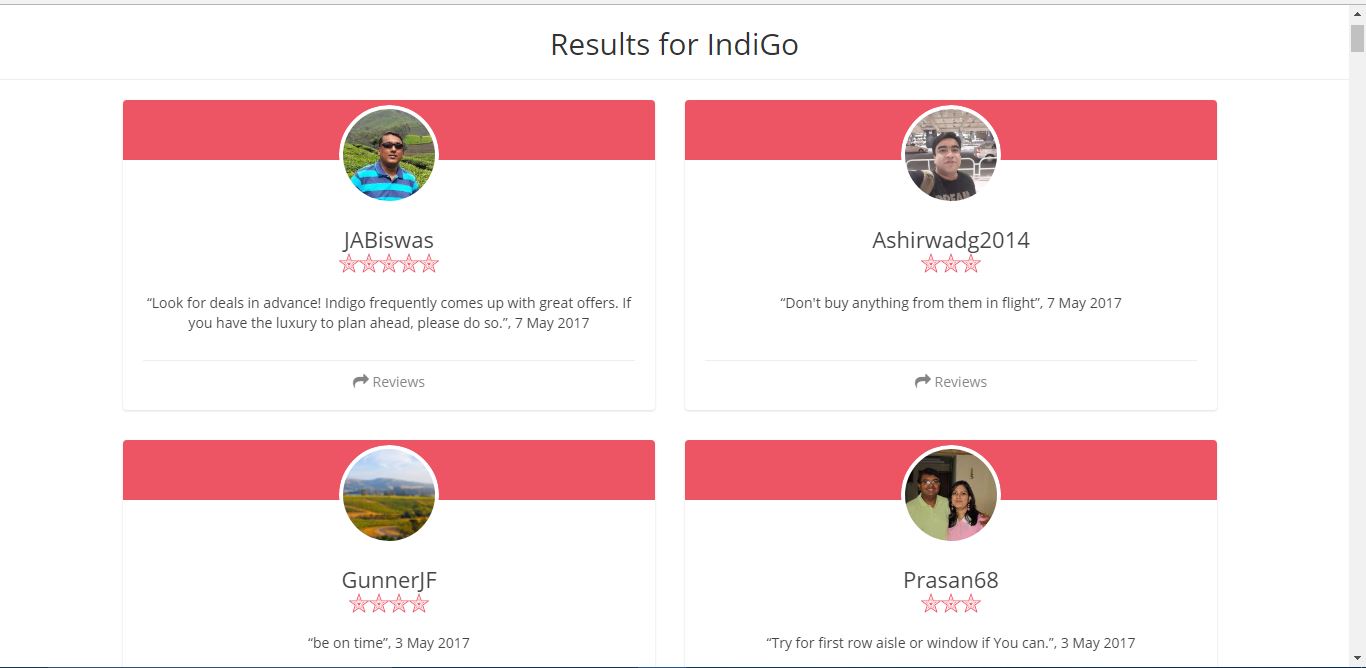 Results for IndiGo
JABiswas
“Look for deals in advance! Indigo frequently comes up with great offers. If
you have the luxury to plan ahead, please do so.”, 7 May 2017
Reviews
Ashirwadg2014
“Don't buy anything from them in flight”, 7 May 2017
Reviews
GunnerJF
“be on time”, 3 May 2017
Prasan68
“Try for first row aisle or window if You can.”, 3 May 2017